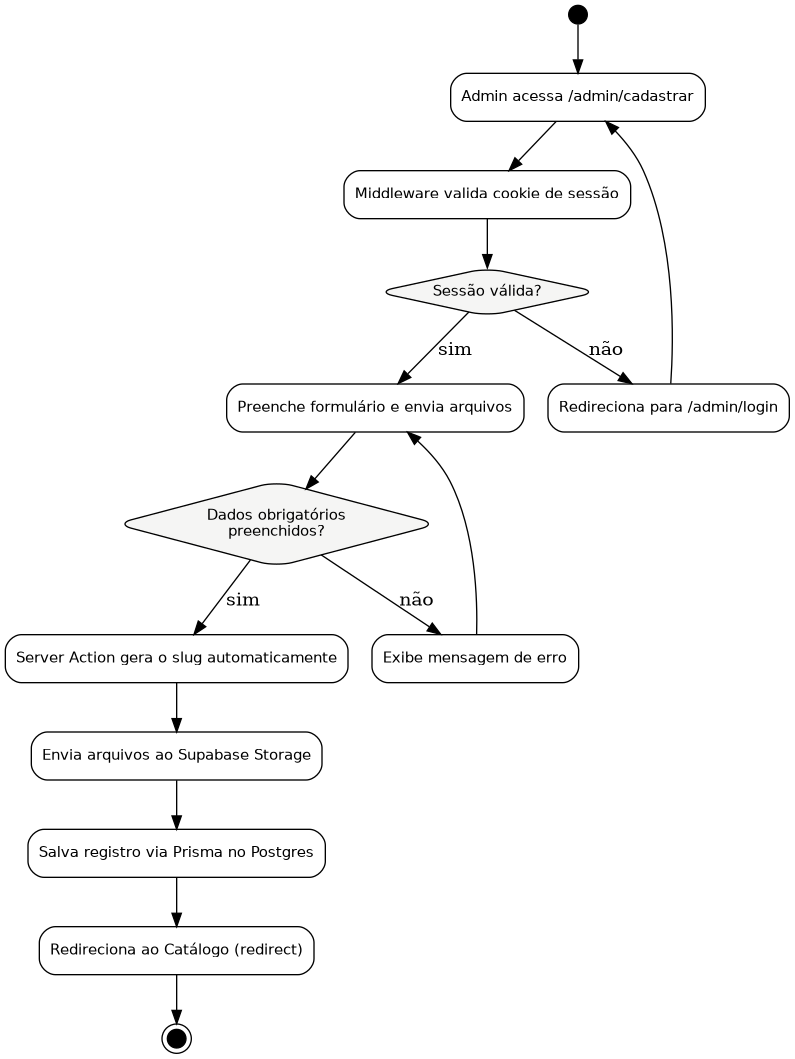 Admin acessa /admin/cadastrar
Middleware valida cookie de sessão
Sessão válida?
sim
não
Preenche formulário e envia arquivos
Redireciona para /admin/login
Dados obrigatórios
preenchidos?
sim
não
Server Action gera o slug automaticamente
Exibe mensagem de erro
Envia arquivos ao Supabase Storage
Salva registro via Prisma no Postgres
Redireciona ao Catálogo (redirect)